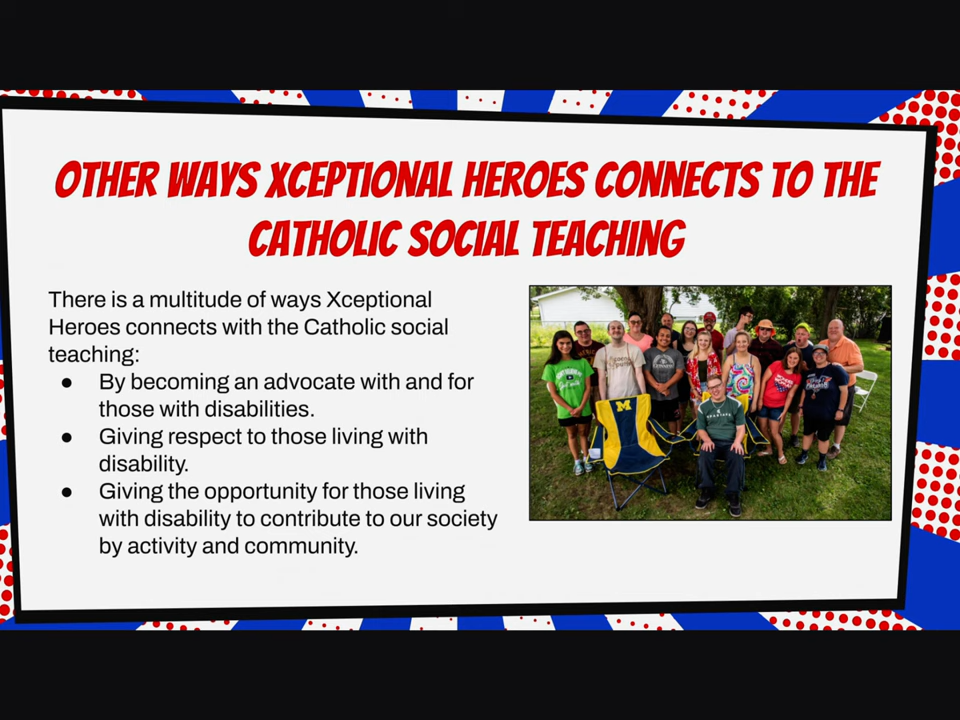 OTHER WAYS XCEPTIONAL HEROES CONNECTS TO THE
CATHOLIC SOCIAL TEACHING
There is a multitude of ways Xceptional
Heroes connects with the Catholic social
teaching:
● By becoming an advocate with and for
those with disabilities.
● Giving respect to those living with
disability.
● Giving the opportunity for those living
with disability to contribute to our society
by activity and community.
M